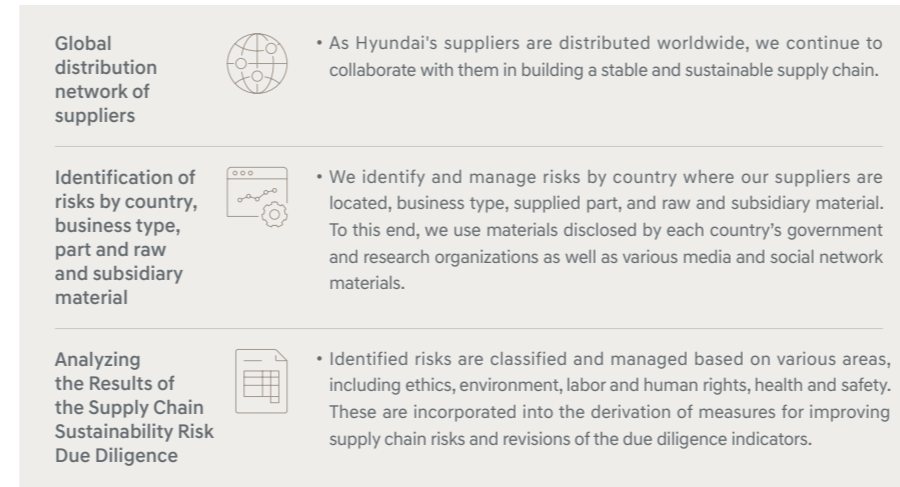 Global
distribution
network of
suppliers
• As Hyundai's suppliers are distributed worldwide, we continue to
collaborate with them in building a stable and sustainable supply chain.
Identification of
risks by country,
business type,
part and raw
and subsidiary
material
• We identify and manage risks by country where our suppliers are
located, business type, supplied part, and raw and subsidiary material.
To this end, we use materials disclosed by each country's government
and research organizations as well as various media and social network
materials.
Analyzing
the Results of
the Supply Chain
Sustainability Risk
Due Diligence
• Identified risks are classified and managed based on various areas,
including ethics, environment, labor and human rights, health and safety.
These are incorporated into the derivation of measures for improving
supply chain risks and revisions of the due diligence indicators.